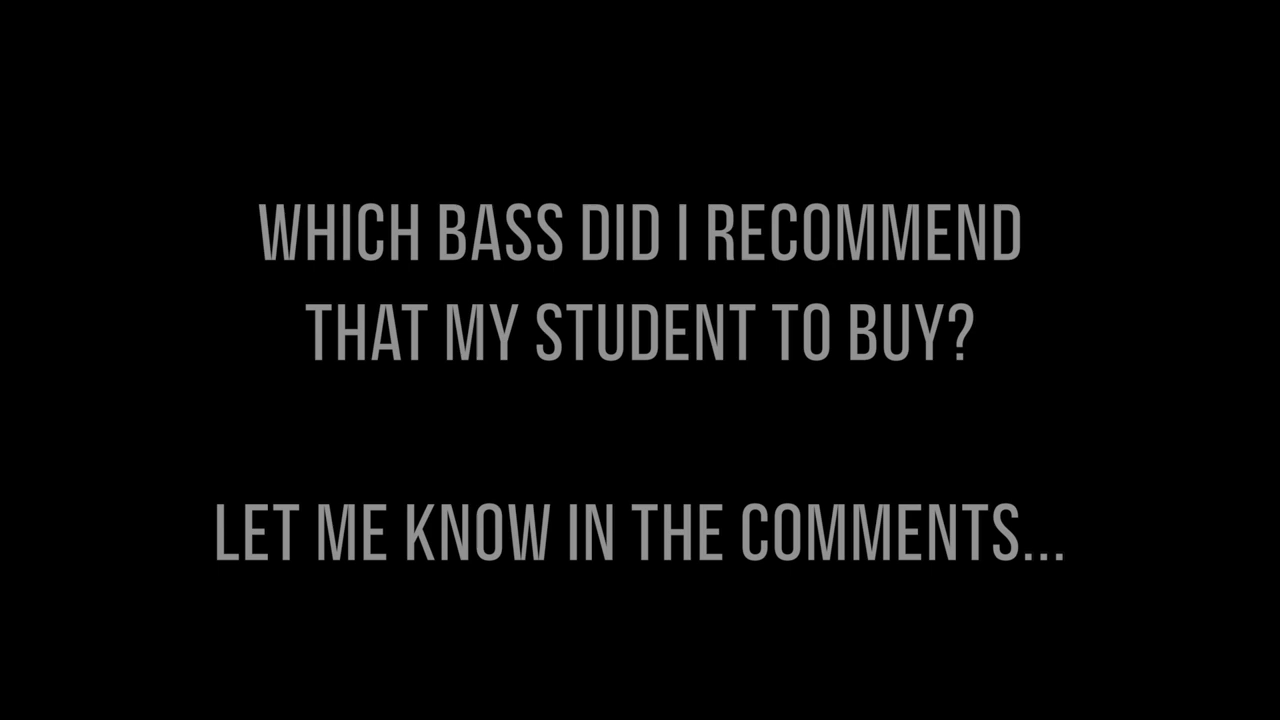 WHICH BASS DID I RECOMMEND
THAT MY STUDENT TO BUY?
LET ME KNOW IN THE COMMENTS...